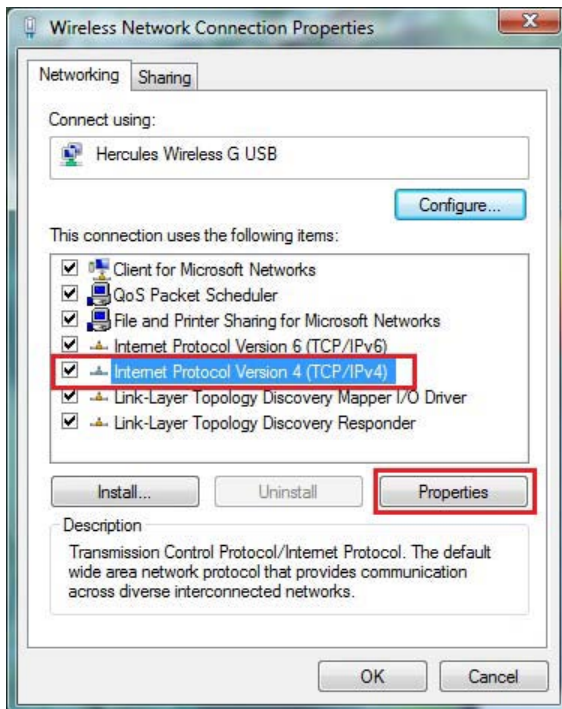 Wireless Network Connection Properties
Networking
Sharing
Connect using:
Hercules Wireless G USB
Configure...
This connection uses the following items:
Client for Microsoft Networks
QoS Packet Scheduler
File and Printer Sharing for Microsoft Networks
Internet Protocol Version 6 (TCP/IPv6)
Internet Protocol Version 4 (TCP/IPv4)
Link-Layer Topology Discovery Mapper I/O Driver
Link-Layer Topology Discovery Responder
Install...
Uninstall
Properties
Description
Transmission Control Protocol/Internet Protocol. The default
wide area network protocol that provides communication
across diverse interconnected networks.
OK
Cancel